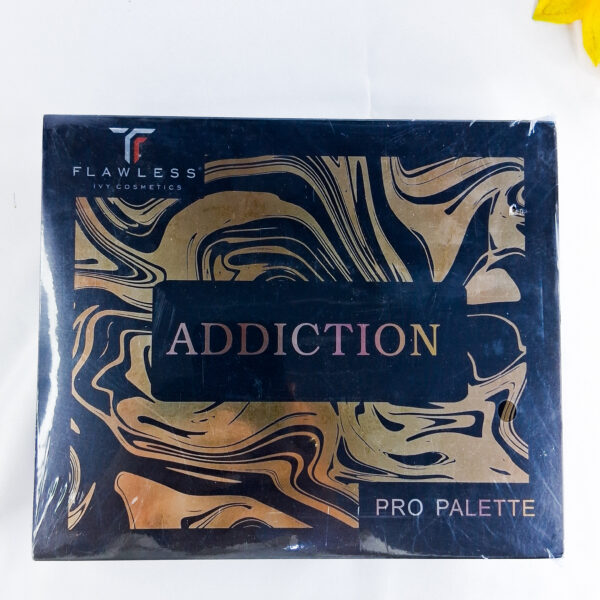 FLAWLESS
IVY COSMETICS
ADDICTION
PRO PALETTE